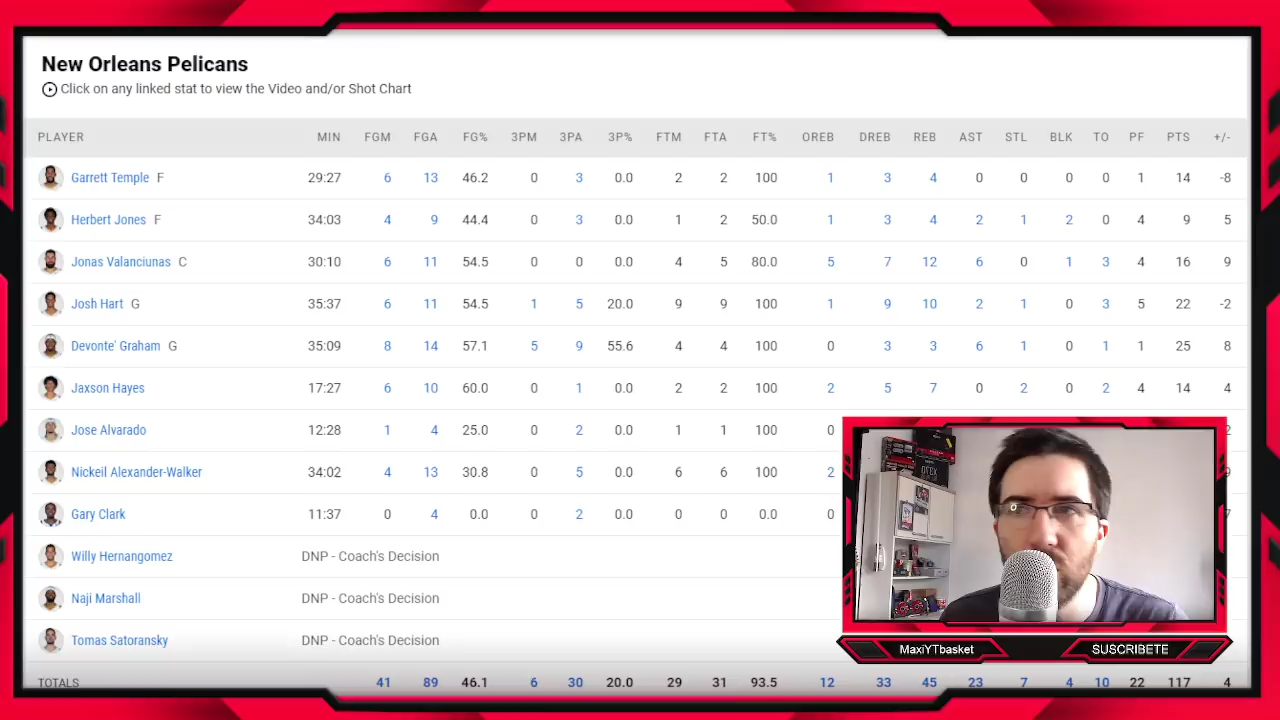 New Orleans Pelicans
Click on any linked stat to view the Video and/or Shot Chart
PLAYER MIN FGM FGA FG% 3PM 3PA 3P% FTM FTA FT% OREB DREB REB AST STL BLK TO PF PTS +/-
Garrett Temple F 29:27 6 13 46.2 0 3 0.0 2 2 100 1 3 4 0 0 0 0 1 14 -8
Herbert Jones F 34:03 4 9 44.4 0 3 0.0 1 2 50.0 1 3 4 2 1 2 0 4 9 5
Jonas Valanciunas C 30:10 6 11 54.5 0 0 0.0 4 5 80.0 5 7 12 6 0 1 3 4 16 9
Josh Hart G 35:37 6 11 54.5 1 5 20.0 9 9 100 1 9 10 2 1 0 3 5 22 -2
Devonte' Graham G 35:09 8 14 57.1 5 9 55.6 4 4 100 0 3 3 6 1 0 1 1 25 8
Jaxson Hayes 17:27 6 10 60.0 0 1 0.0 2 2 100 2 5 7 0 2 0 2 4 14 4
Jose Alvarado 12:28 1 4 25.0 0 2 0.0 1 1 100 0
Nickeil Alexander-Walker 34:02 4 13 30.8 0 5 0.0 6 6 100 2
Gary Clark 11:37 0 4 0.0 0 2 0.0 0 0 0.0 0
Willy Hernangomez DNP - Coach's Decision
Naji Marshall DNP - Coach's Decision
Tomas Satoransky DNP - Coach's Decision
MaxiYTbasket SUSCRIBETE
TOTALS 41 89 46.1 6 30 20.0 29 31 93.5 12 33 45 23 7 4 10 22 117 4